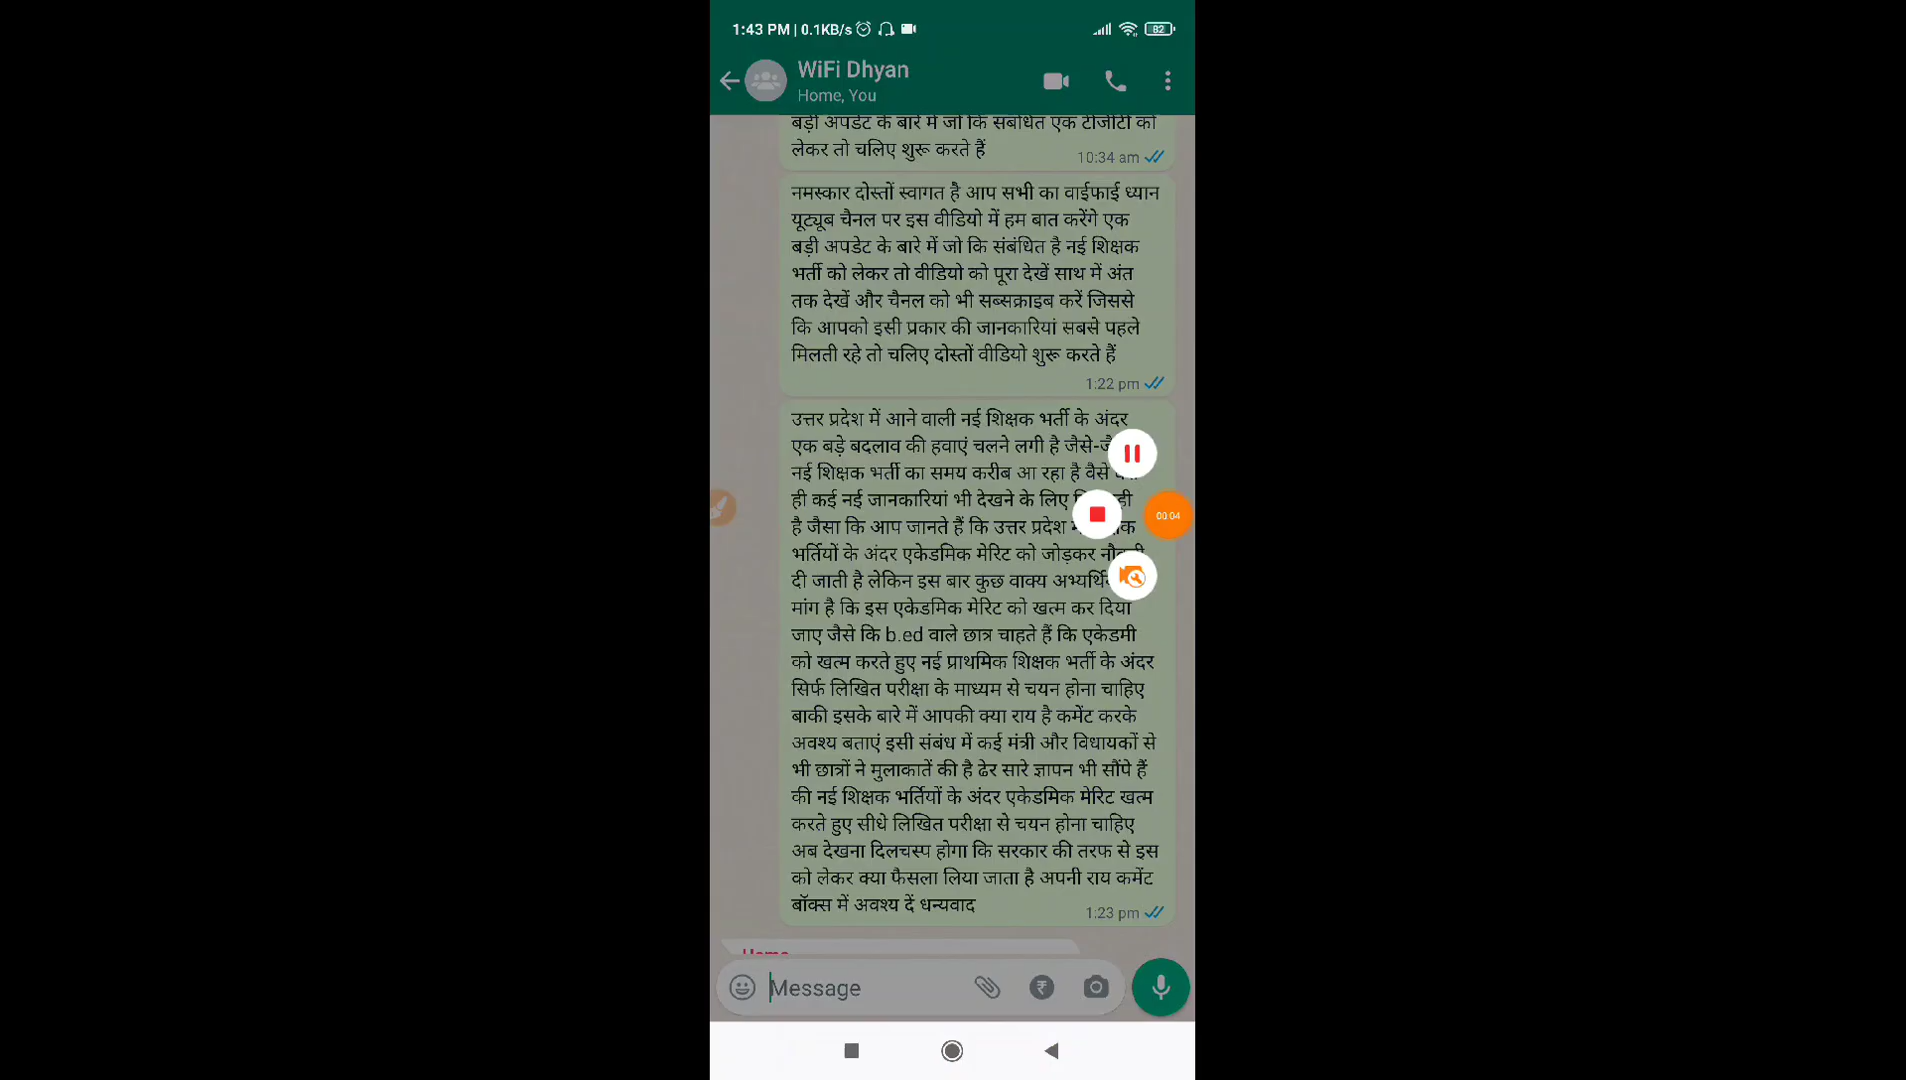 1:43 PM | 0.1KB/s
82
WiFi Dhyan
Home, You
बड़ी अपडेट के बारे में जो कि संबंधित एक टीजीटी को
लेकर तो चलिए शुरू करते हैं
10:34 am
नमस्कार दोस्तों स्वागत है आप सभी का वाईफाई ध्यान
यूट्यूब चैनल पर इस वीडियो में हम बात करेंगे एक
बड़ी अपडेट के बारे में जो कि संबंधित है नई शिक्षक
भर्ती को लेकर तो वीडियो को पूरा देखें साथ में अंत
तक देखें और चैनल को भी सब्सक्राइब करें जिससे
कि आपको इसी प्रकार की जानकारियां सबसे पहले
मिलती रहे तो चलिए दोस्तों वीडियो शुरू करते हैं
1:22 pm
उत्तर प्रदेश में आने वाली नई शिक्षक भर्ती के अंदर
एक बड़े बदलाव की हवाएं चलने लगी है
नई शिक्षक भर्ती का समय करीब आ रहा है वैसे
ही कई नई जानकारियां भी देखने के लिए
है जैसा कि आप जानते हैं कि उत्तर प्रदेश
भर्तियों के अंदर एकेडमिक मेरिट को जोड़कर
दी जाती है लेकिन इस बार कुछ वाक्य
मांग है कि इस एकेडमिक मेरिट को खत्म कर दिया
जाए जैसे कि b.ed वाले छात्र चाहते हैं कि एकेडमी
को खत्म करते हुए नई प्राथमिक शिक्षक भर्ती के अंदर
सिर्फ लिखित परीक्षा के माध्यम से चयन होना चाहिए
बाकी इसके बारे में आपकी क्या राय है कमेंट करके
अवश्य बताएं इसी संबंध में कई मंत्री और विधायकों से
भी छात्रों ने मुलाकातें की है ढेर सारे ज्ञापन भी सौंपे हैं
की नई शिक्षक भर्तियों के अंदर एकेडमिक मेरिट खत्म
करते हुए सीधे लिखित परीक्षा से चयन होना चाहिए
अब देखना दिलचस्प होगा कि सरकार की तरफ से इस
को लेकर क्या फैसला लिया जाता है अपनी राय कमेंट
बॉक्स में अवश्य दें धन्यवाद
1:23 pm
00:04
Home
Message